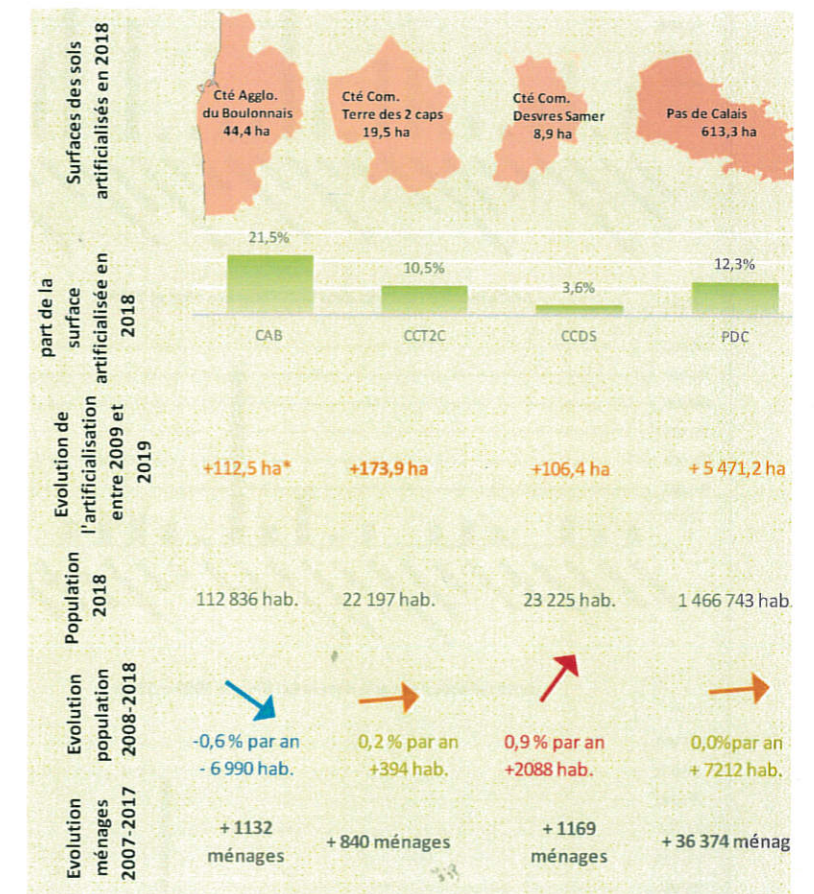 Surfaces des sols
artificialisés en 2018
Cté Agglo.
du Boulonnais
44,4 ha
Cté Com.
Terre des 2 caps
19,5 ha
Cté Com.
Desvres Samer
8,9 ha
Pas de Calais
613,3 ha
part de la
surface
artificialisée en
2018
21,5%
10,5%
3,6%
12,3%
CAB
CCT2C
CCDS
PDC
Evolution de
l'artificialisation
entre 2009 et
2019
+112,5 ha*
+173,9 ha
+106,4 ha
+ 5 471,2 ha
Population
2018
112 836 hab.
22 197 hab.
23 225 hab.
1 466 743 hab.
Evolution
population
2008-2018
-0,6 % par an
- 6 990 hab.
0,2 % par an
+394 hab.
0,9 % par an
+2088 hab.
0,0%par an
+ 7212 hab.
Evolution
ménages
2007-2017
+ 1132
ménages
+ 840 ménages
+ 1169
ménages
+ 36 374 ménag